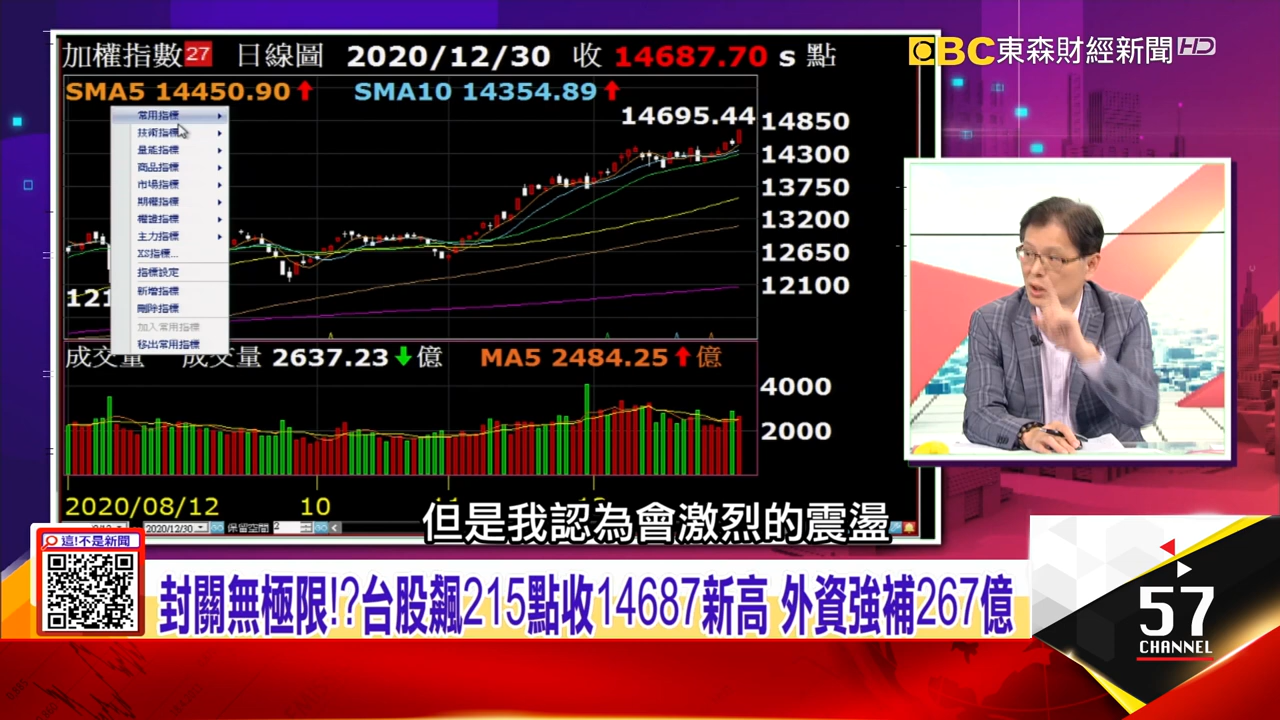 加權指數 27 日線圖 2020/12/30 收 14687.70 s 點
EBC 東森財經新聞 HD
SMA5 14450.90 SMA10 14354.89
14695.44
14850
14300
13750
13200
12650
12100
常用指標
技術指標
量能指標
商品指標
市場指標
期權指標
權證指標
主力指標
XS指標...
指標設定
新增指標
刪除指標
加入常用指標
移出常用指標
121
成交量 成交量 2637.23 億 MA5 2484.25 億
4000
2000
2020/08/12 10
2020/12/30 保留空間 2
但是我認為會激烈的震盪
這!不是新聞
封關無極限!?台股飆215點收14687新高 外資強補267億
57
CHANNEL